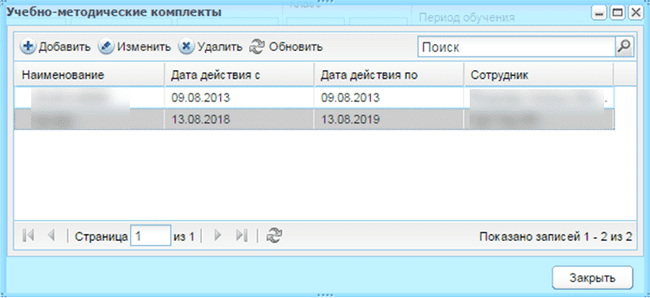 Учебно-методические комплекты
Период обучения
Добавить Изменить Удалить Обновить Поиск
Наименование Дата действия с Дата действия по Сотрудник
09.08.2013 09.08.2013
13.08.2018 13.08.2019
Страница 1 из 1 Показано записей 1 - 2 из 2
Закрыть